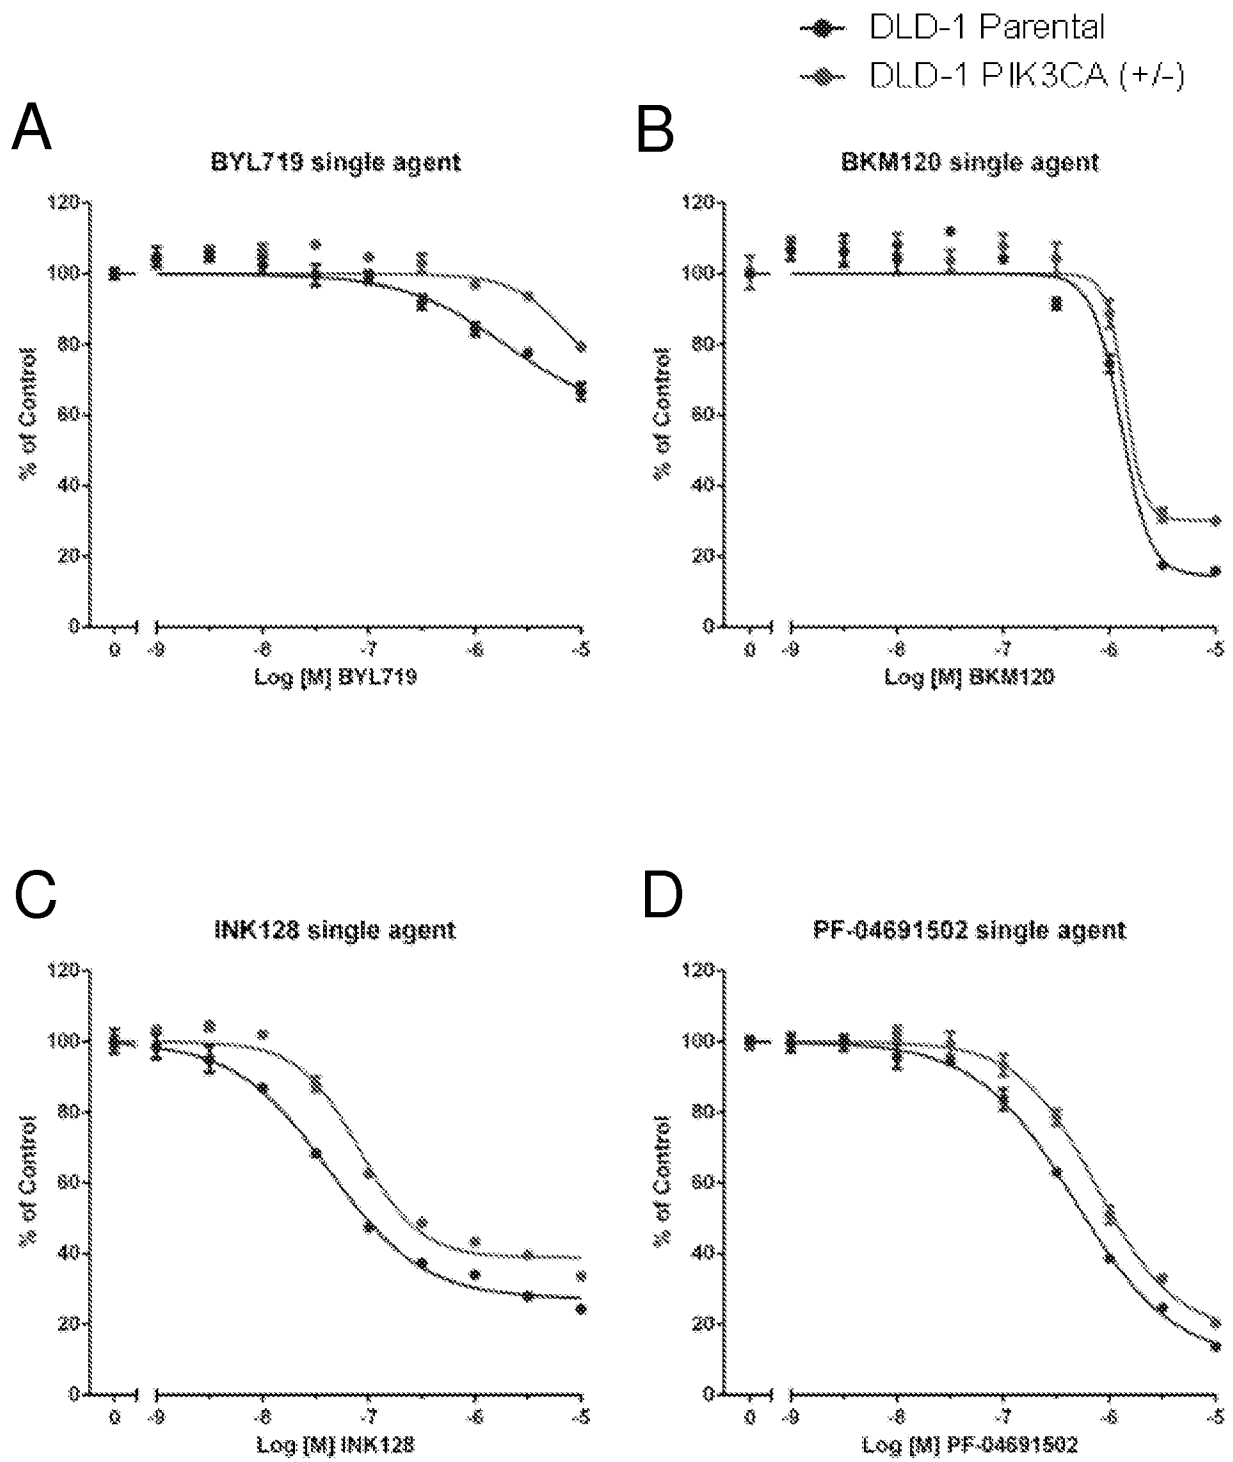 DLD-1 Parental
DLD-1 PIK3CA (+/-)
A
BYL719 single agent
120
100
80
60
40
20
0
% of Control
0 -9 -8 -7 -6 -5
Log [M] BYL719
B
BKM120 single agent
120
100
80
60
40
20
0
% of Control
0 -9 -8 -7 -6 -5
Log [M] BKM120
C
INK128 single agent
120
100
80
60
40
20
0
% of Control
0 -9 -8 -7 -6 -5
Log [M] INK128
D
PF-04691502 single agent
120
100
80
60
40
20
0
% of Control
0 -9 -8 -7 -6 -5
Log [M] PF-04691502